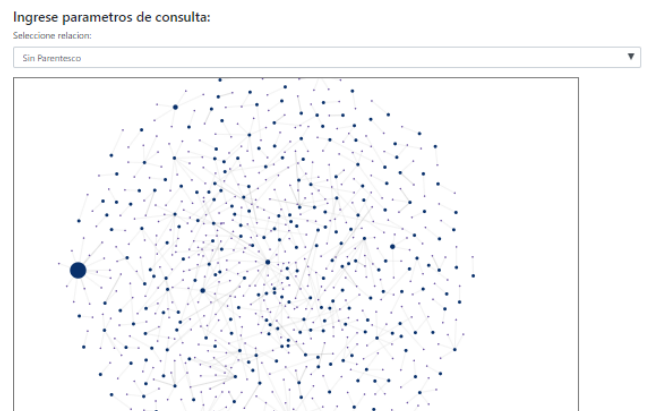 Ingrese parametros de consulta:
Seleccione relacion:
Sin Parentesco